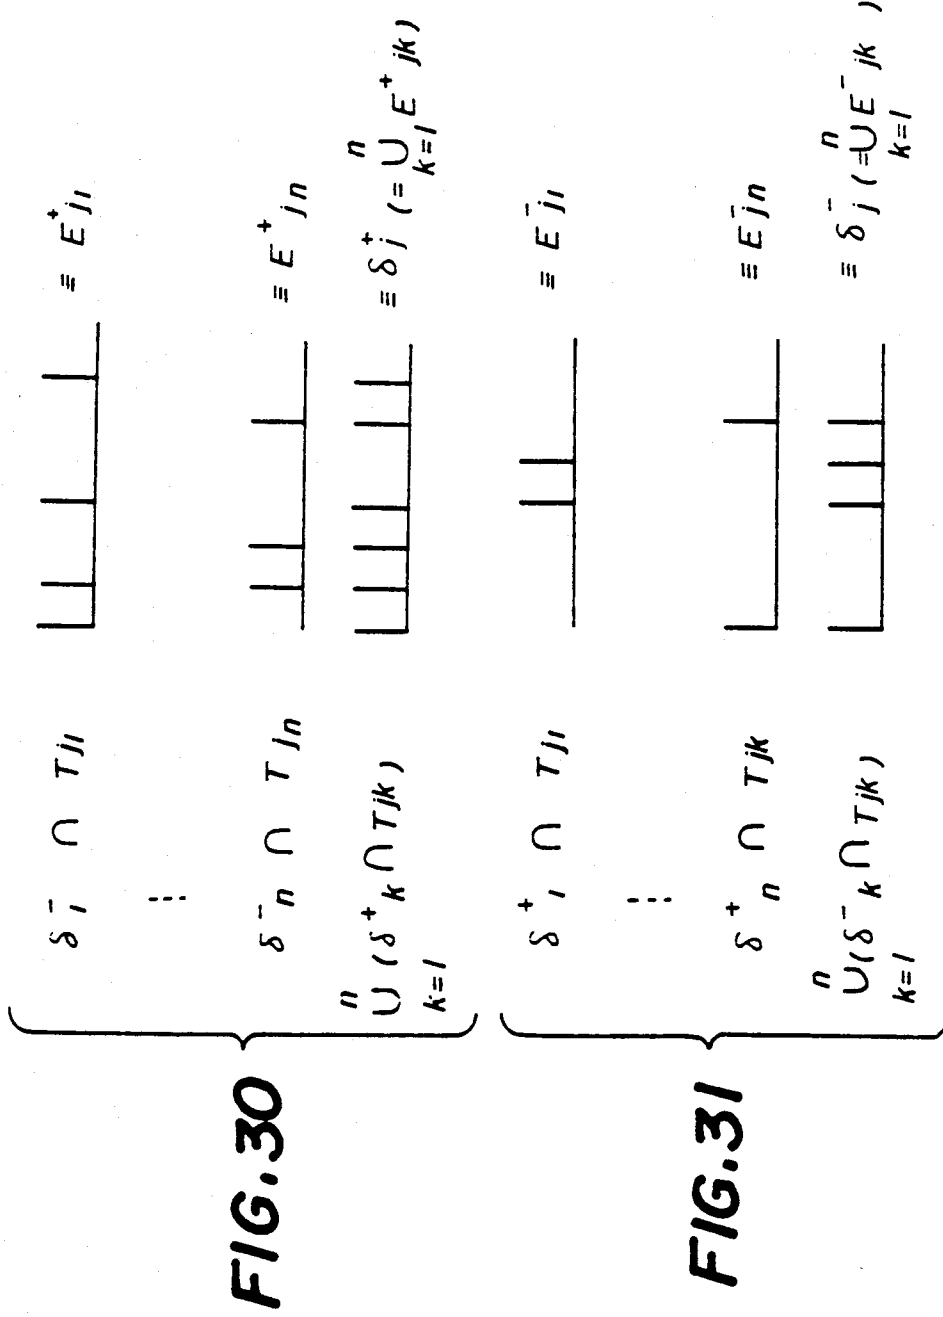 FIG. 30
δ⁻₁ ∩ Tj1 ≡ E⁺j1
⋮
δ⁻n ∩ Tjn ≡ E⁺jn
n
∪ (δ⁺k ∩ Tjk) ≡ δ⁺j (= ∪ E⁺jk)
k=1
n
k=1
FIG. 31
δ⁺₁ ∩ Tj1 ≡ E⁻j1
⋮
δ⁺n ∩ Tjk ≡ E⁻jn
n
∪ (δ⁻k ∩ Tjk) ≡ δ⁻j (= ∪ E⁻jk)
k=1
n
k=1